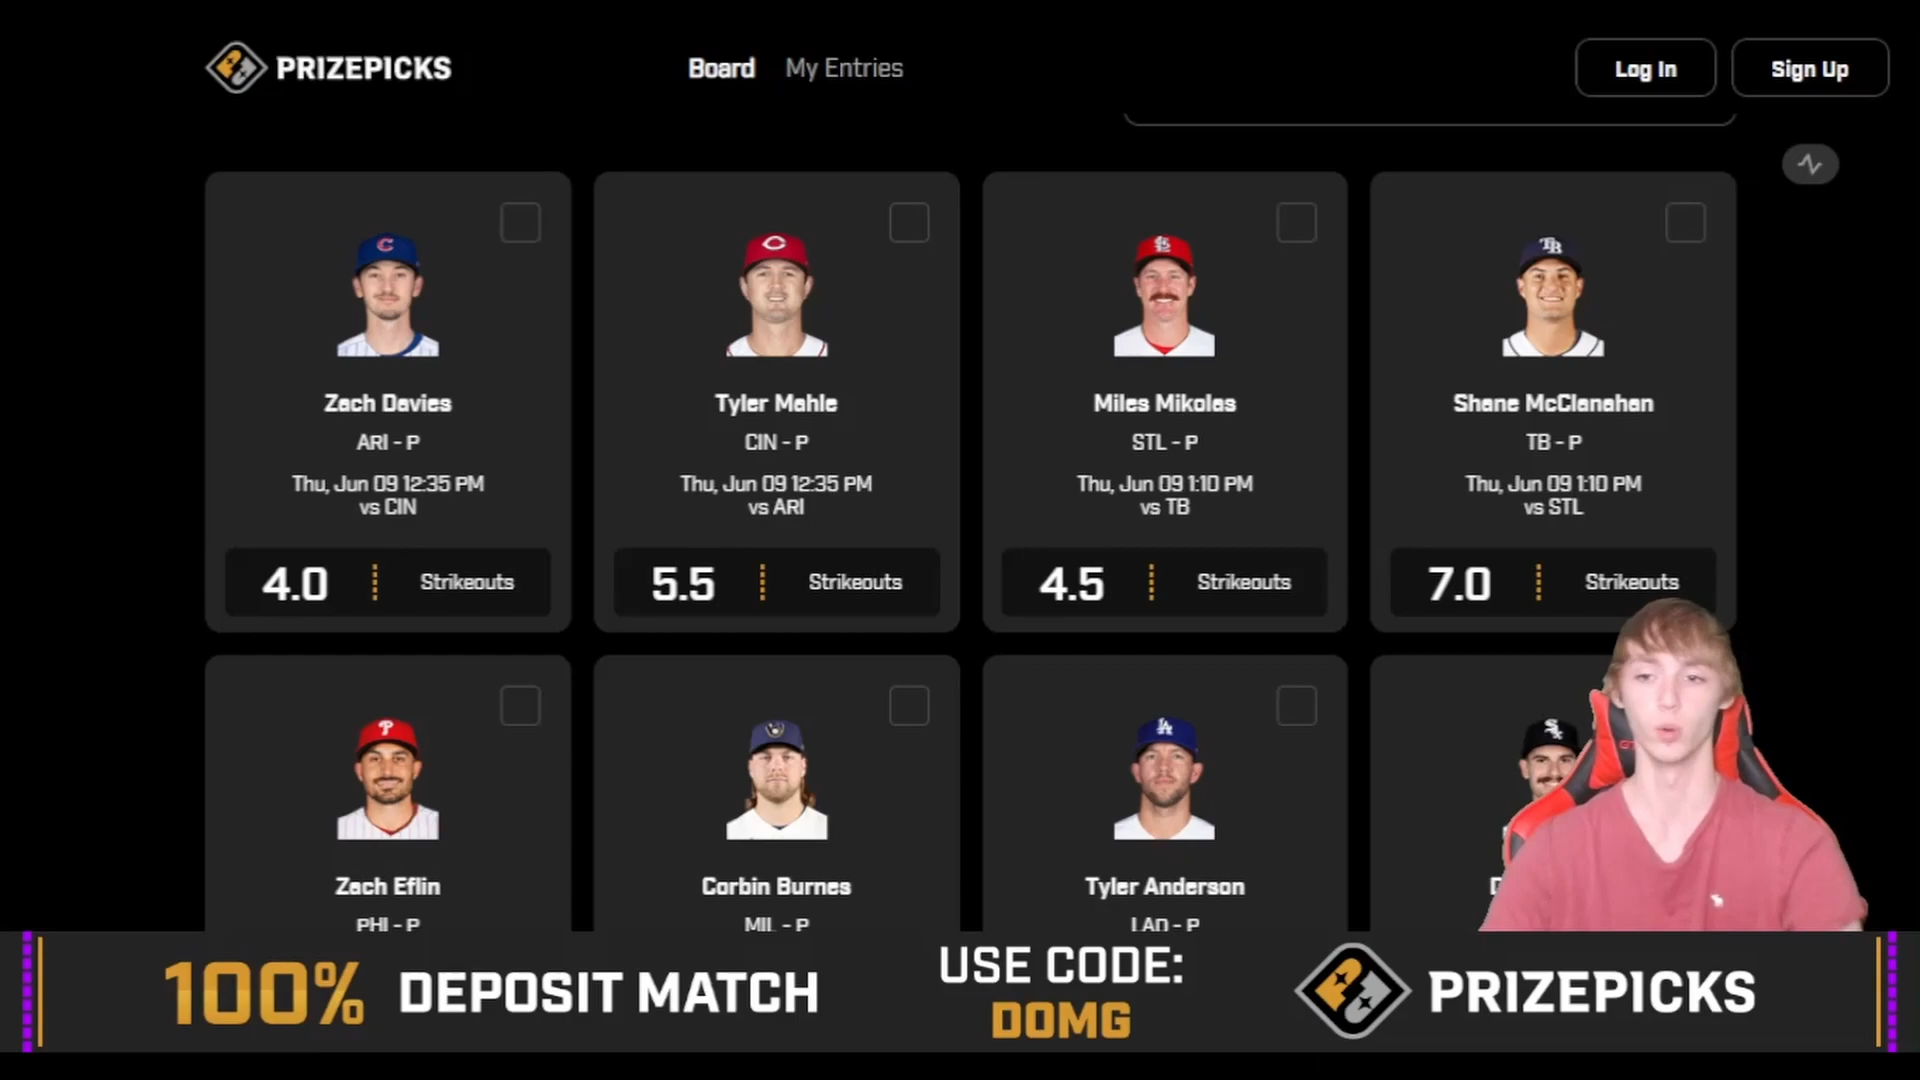 PRIZEPICKS
Board
My Entries
Log In
Sign Up
Zach Davies
ARI - P
Thu, Jun 09 12:35 PM
vs CIN
4.0
Strikeouts
Tyler Mahle
CIN - P
Thu, Jun 09 12:35 PM
vs ARI
5.5
Strikeouts
Miles Mikolas
STL - P
Thu, Jun 09 1:10 PM
vs TB
4.5
Strikeouts
Shane McClanahan
TB - P
Thu, Jun 09 1:10 PM
vs STL
7.0
Strikeouts
Zach Eflin
PHI - P
Corbin Burnes
MIL - P
Tyler Anderson
LAD - P
100% DEPOSIT MATCH
USE CODE:
DOMG
PRIZEPICKS